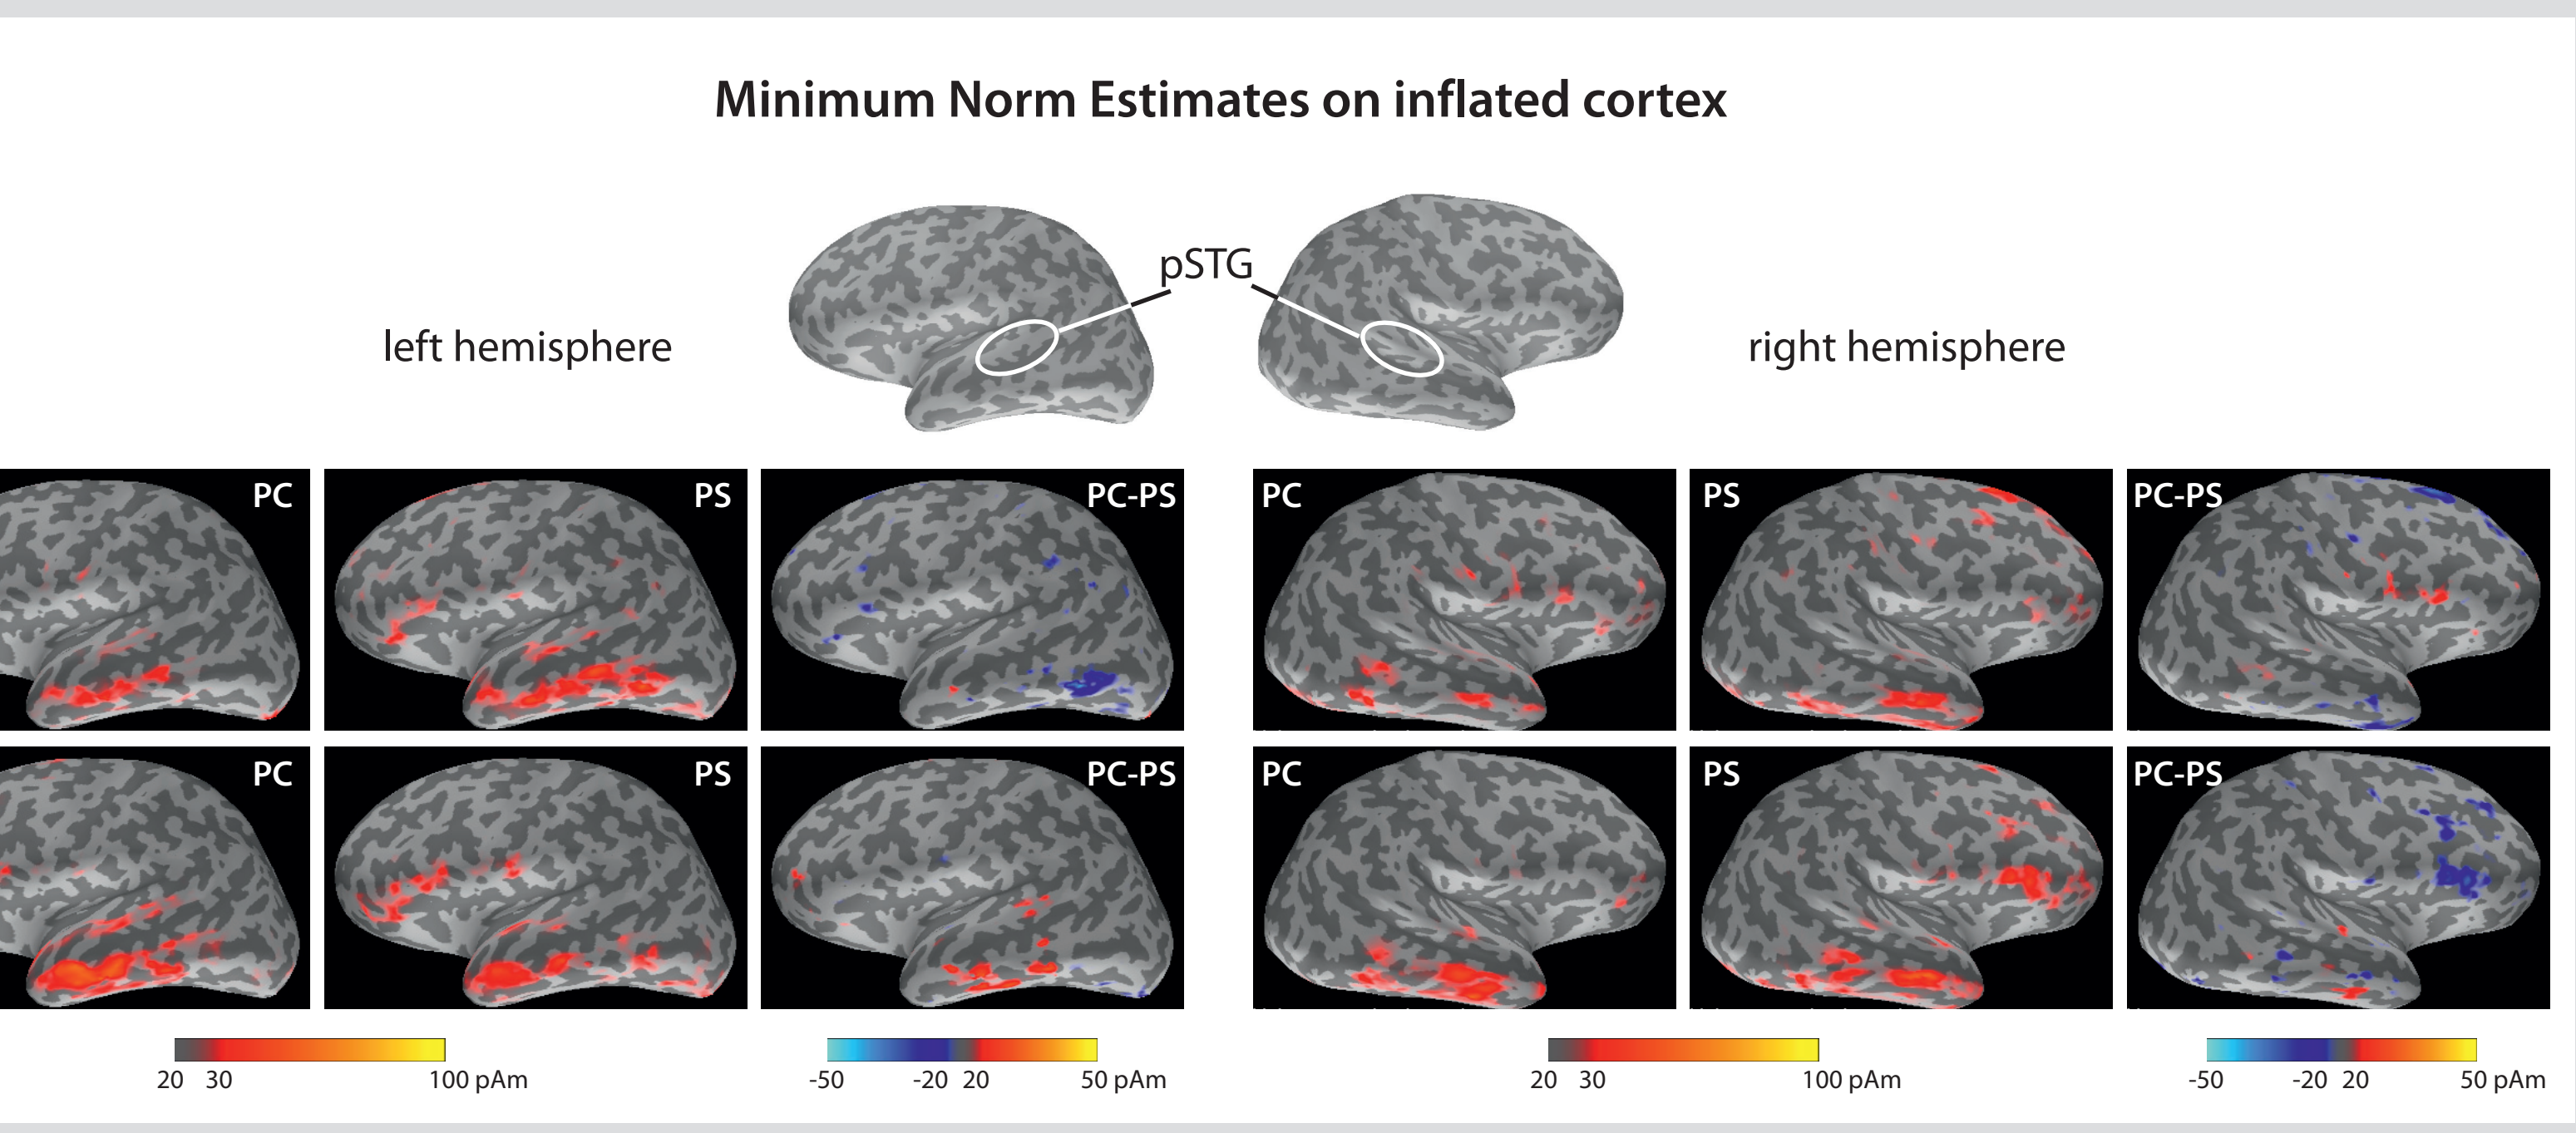 Minimum Norm Estimates on inflated cortex
pSTG
left hemisphere
right hemisphere
PC
PS
PC-PS
PC
PS
PC-PS
PC
PS
PC-PS
PC
PS
PC-PS
20 30 100 pAm
-50 -20 20 50 pAm
20 30 100 pAm
-50 -20 20 50 pAm